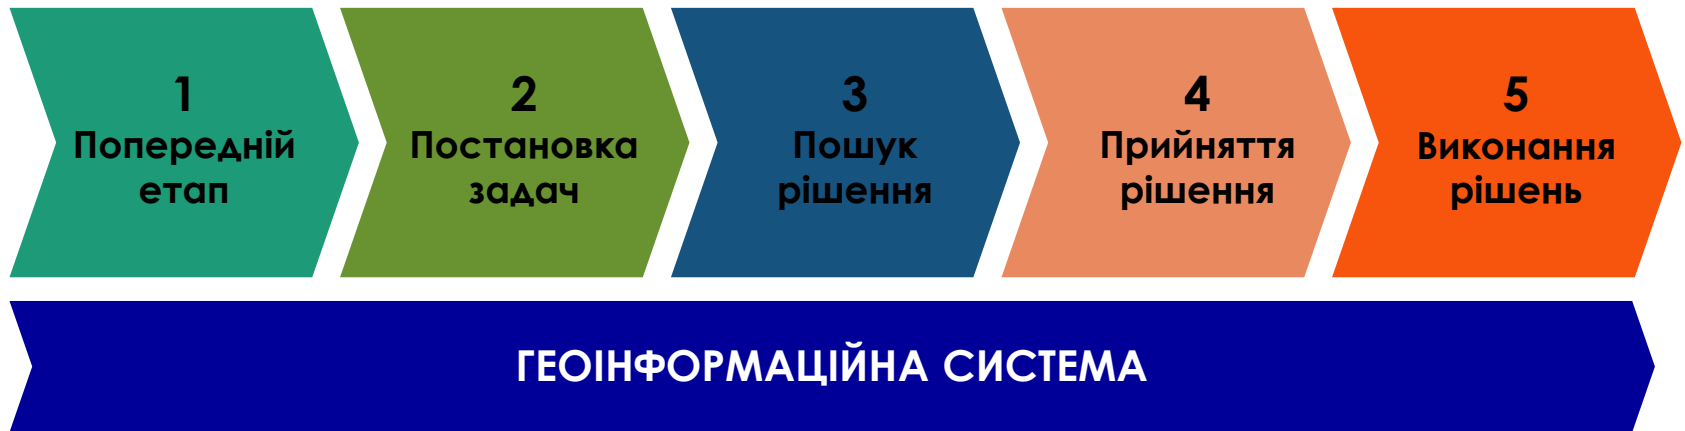 1
Попередній
етап
2
Постановка
задач
3
Пошук
рішення
4
Прийняття
рішення
5
Виконання
рішень
ГЕОІНФОРМАЦІЙНА СИСТЕМА